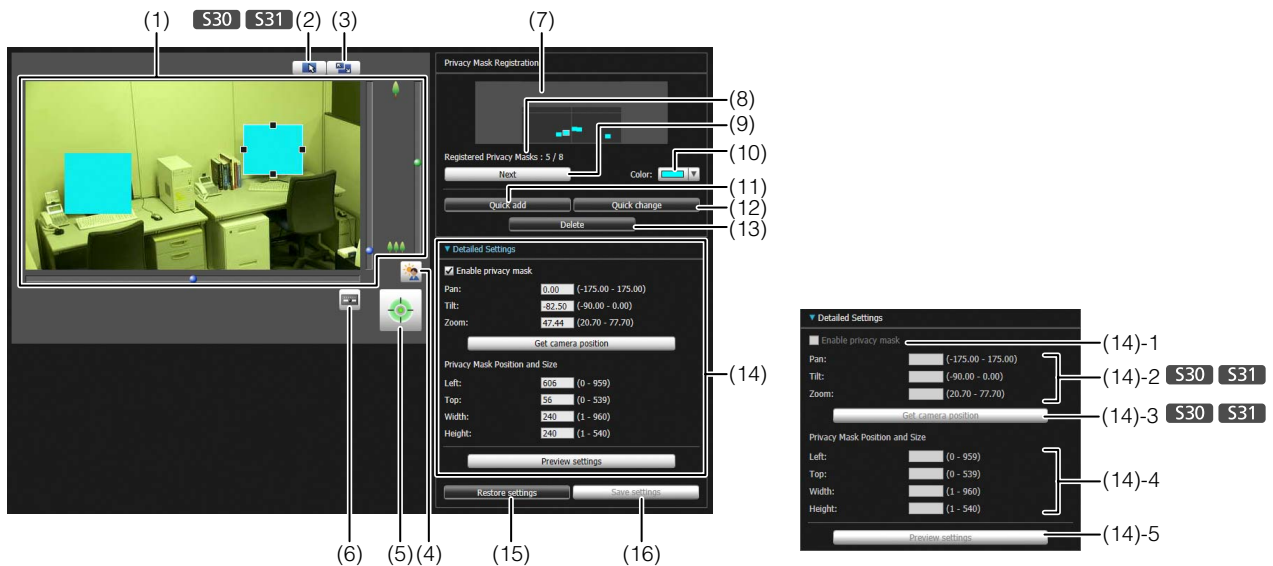 (1) S30 S31 (2) (3) (7)
Privacy Mask Registration
(8)
(9)
Registered Privacy Masks : 5 / 8
(10)
Next Color:
(11)
Quick add Quick change
(12)
Delete
(13)
▼ Detailed Settings
Enable privacy mask
Pan: 0.00 (-175.00 - 175.00)
Tilt: -82.50 (-90.00 - 0.00)
Zoom: 47.44 (20.70 - 77.70)
Get camera position
Privacy Mask Position and Size
(14)
Left: 606 (0 - 959)
Top: 56 (0 - 539)
Width: 240 (1 - 960)
Height: 240 (1 - 540)
Preview settings
Restore settings Save settings
(6) (5) (4) (15) (16)
▼ Detailed Settings
Enable privacy mask (14)-1
Pan: (-175.00 - 175.00)
Tilt: (-90.00 - 0.00) (14)-2 S30 S31
Zoom: (20.70 - 77.70)
Get camera position (14)-3 S30 S31
Privacy Mask Position and Size
Left: (0 - 959)
Top: (0 - 539)
(14)-4
Width: (1 - 960)
Height: (1 - 540)
Preview settings (14)-5